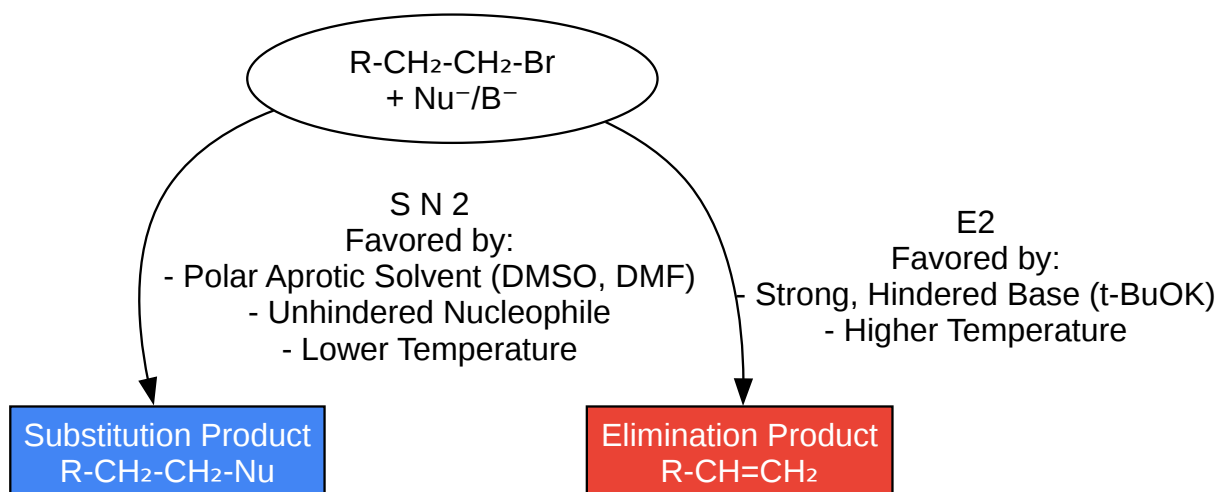 R-CH₂-CH₂-Br
+ Nu⁻/B⁻
S N 2
Favored by:
- Polar Aprotic Solvent (DMSO, DMF)
- Unhindered Nucleophile
- Lower Temperature
E2
Favored by:
- Strong, Hindered Base (t-BuOK)
- Higher Temperature
Substitution Product
R-CH₂-CH₂-Nu
Elimination Product
R-CH=CH₂